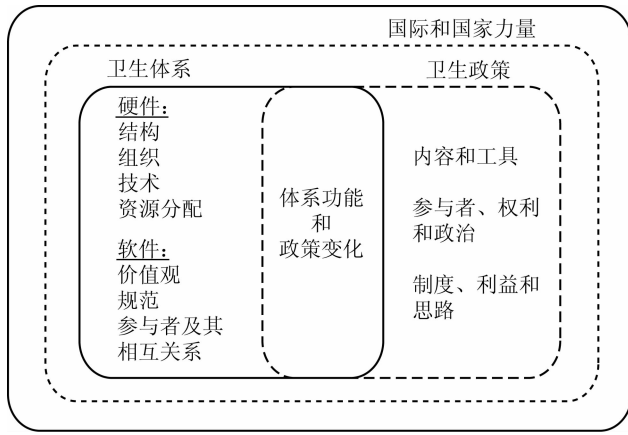 国际和国家力量
卫生体系
硬件：
结构
组织
技术
资源分配
软件：
价值观
规范
参与者及其
相互关系
体系功能
和
政策变化
卫生政策
内容和工具
参与者、权利
和政治
制度、利益和
思路